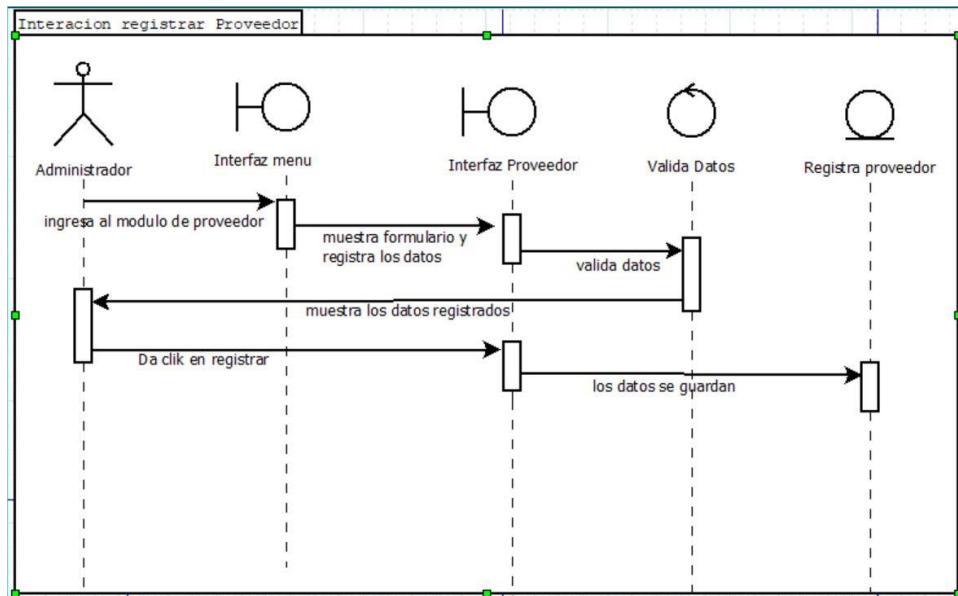 Interacion registrar Proveedor
Administrador
Interfaz menu
Interfaz Proveedor
Valida Datos
Registra proveedor
ingresa al modulo de proveedor
muestra formulario y
registra los datos
valida datos
muestra los datos registrados
Da clik en registrar
los datos se guardan